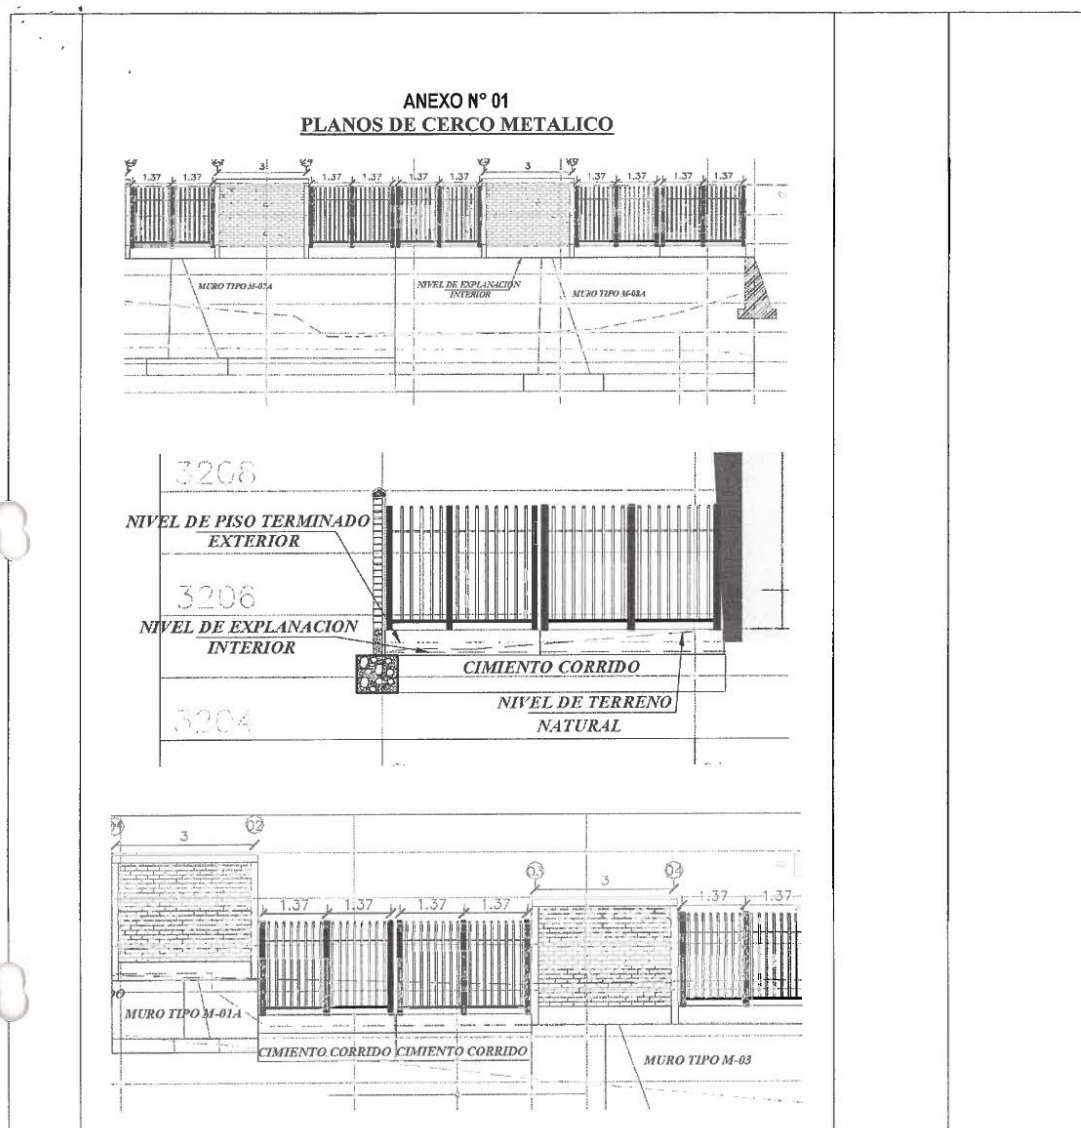 ANEXO N° 01
PLANOS DE CERCO METALICO
3 3
1.37 1.37 1.37 1.37 1.37 1.37 1.37 1.37 1.37 1.37
MURO TIPO M-07A
NIVEL DE EXPLANACION
INTERIOR
MURO TIPO M-08A
3208
NIVEL DE PISO TERMINADO
EXTERIOR
3206
NIVEL DE EXPLANACION
INTERIOR
CIMIENTO CORRIDO
NIVEL DE TERRENO
NATURAL
3204
3 02
03 3 04
1.37 1.37 1.37 1.37 1.37 1.37
MURO TIPO M-01A
CIMIENTO CORRIDO CIMIENTO CORRIDO
MURO TIPO M-03